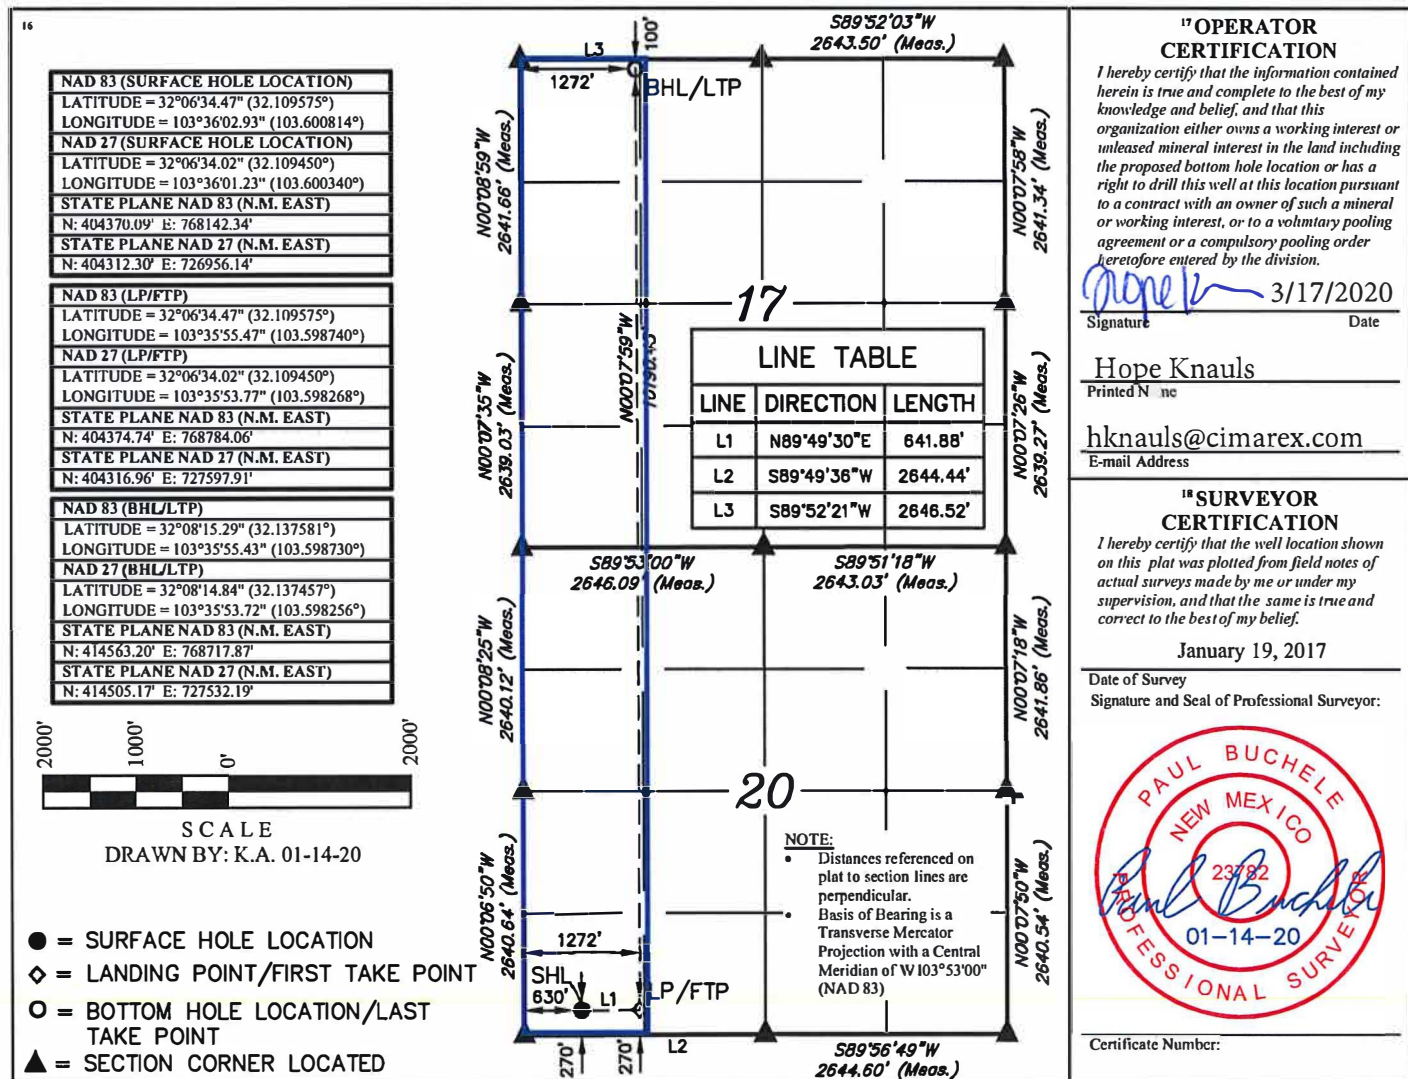 16
NAD 83 (SURFACE HOLE LOCATION)
LATITUDE = 32°06'34.47" (32.109575°)
LONGITUDE = 103°36'02.93" (103.600814°)
NAD 27 (SURFACE HOLE LOCATION)
LATITUDE = 32°06'34.02" (32.109450°)
LONGITUDE = 103°36'01.23" (103.600340°)
STATE PLANE NAD 83 (N.M. EAST)
N: 404370.09' E: 768142.34'
STATE PLANE NAD 27 (N.M. EAST)
N: 404312.30' E: 726956.14'
NAD 83 (LP/FTP)
LATITUDE = 32°06'34.47" (32.109575°)
LONGITUDE = 103°35'55.47" (103.598740°)
NAD 27 (LP/FTP)
LATITUDE = 32°06'34.02" (32.109450°)
LONGITUDE = 103°35'53.77" (103.598268°)
STATE PLANE NAD 83 (N.M. EAST)
N: 404374.74' E: 768784.06'
STATE PLANE NAD 27 (N.M. EAST)
N: 404316.96' E: 727597.91'
NAD 83 (BHL/LTP)
LATITUDE = 32°08'15.29" (32.137581°)
LONGITUDE = 103°35'55.43" (103.598730°)
NAD 27 (BHL/LTP)
LATITUDE = 32°08'14.84" (32.137457°)
LONGITUDE = 103°35'53.72" (103.598256°)
STATE PLANE NAD 83 (N.M. EAST)
N: 414563.20' E: 768717.87'
STATE PLANE NAD 27 (N.M. EAST)
N: 414505.17' E: 727532.19'
2000' 1000' 0' 2000'
SCALE
DRAWN BY: K.A. 01-14-20
● = SURFACE HOLE LOCATION
◇ = LANDING POINT/FIRST TAKE POINT
O = BOTTOM HOLE LOCATION/LAST
TAKE POINT
▲ = SECTION CORNER LOCATED
S89°52'03"W
2643.50' (Meas.)
L3
100'
1272'
BHL/LTP
N00°08'59"W
2641.66' (Meas.)
N00°07'58"W
2641.34' (Meas.)
17
N00°07'59"W
N00°07'35"W
2639.03' (Meas.)
N00°07'26"W
2639.27' (Meas.)
LINE TABLE
LINE DIRECTION LENGTH
L1 N89°49'30"E 641.88'
L2 S89°49'36"W 2644.44'
L3 S89°52'21"W 2646.52'
S89°53'00"W
2646.09' (Meas.)
S89°51'18"W
2643.03' (Meas.)
N00°08'25"W
2640.12' (Meas.)
N00°07'18"W
2641.86' (Meas.)
20
N00°06'50"W
2640.64' (Meas.)
N00°07'50"W
2640.54' (Meas.)
NOTE:
• Distances referenced on
plat to section lines are
perpendicular.
• Basis of Bearing is a
Transverse Mercator
Projection with a Central
Meridian of W103°53'00"
(NAD 83)
1272'
SHL
630'
L1
LP/FTP
270'
270'
L2
S89°56'49"W
2644.60' (Meas.)
17 OPERATOR
CERTIFICATION
I hereby certify that the information contained
herein is true and complete to the best of my
knowledge and belief, and that this
organization either owns a working interest or
unleased mineral interest in the land including
the proposed bottom hole location or has a
right to drill this well at this location pursuant
to a contract with an owner of such a mineral
or working interest, or to a voluntary pooling
agreement or a compulsory pooling order
heretofore entered by the division.
3/17/2020
Signature Date
Hope Knauls
Printed
hknauls@cimarex.com
E-mail Address
18 SURVEYOR
CERTIFICATION
I hereby certify that the well location shown
on this plat was plotted from field notes of
actual surveys made by me or under my
supervision, and that the same is true and
correct to the best of my belief.
January 19, 2017
Date of Survey
Signature and Seal of Professional Surveyor:
PAUL BUCHELE
NEW MEXICO
23782
Paul Buchele
01-14-20
PROFESSIONAL SURVEYOR
Certificate Number: